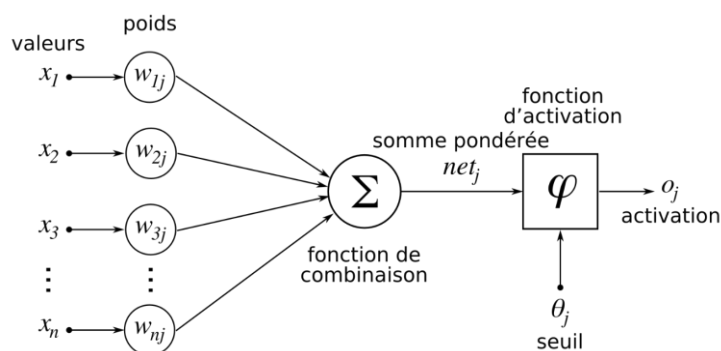 valeurs
poids
x₁
w₁ⱼ
x₂
w₂ⱼ
x₃
w₃ⱼ
⋮
⋮
xₙ
wₙⱼ
Σ
fonction de
combinaison
somme pondérée
netⱼ
fonction
d'activation
φ
oⱼ
activation
θⱼ
seuil